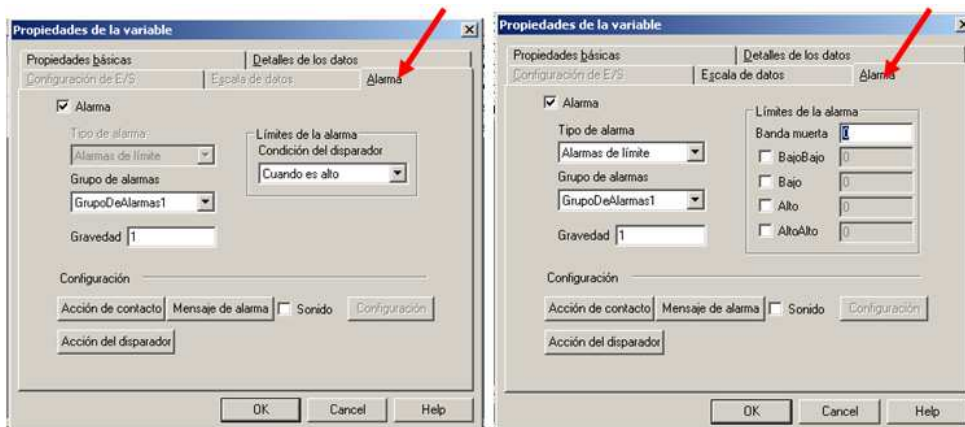 Propiedades de la variable
Propiedades básicas
Detalles de los datos
Configuración de E/S
Escala de datos
Alarma
Alarma
Tipo de alarma
Alarmas de límite
Grupo de alarmas
GrupoDeAlarmas1
Gravedad 1
Límites de la alarma
Condición del disparador
Cuando es alto
Configuración
Acción de contacto
Mensaje de alarma
Sonido
Configuración
Acción del disparador
OK
Cancel
Help
Propiedades de la variable
Propiedades básicas
Detalles de los datos
Configuración de E/S
Escala de datos
Alarma
Alarma
Tipo de alarma
Alarmas de límite
Grupo de alarmas
GrupoDeAlarmas1
Gravedad 1
Límites de la alarma
Banda muerta 0
BajoBajo 0
Bajo 0
Alto 0
AltoAlto 0
Configuración
Acción de contacto
Mensaje de alarma
Sonido
Configuración
Acción del disparador
OK
Cancel
Help